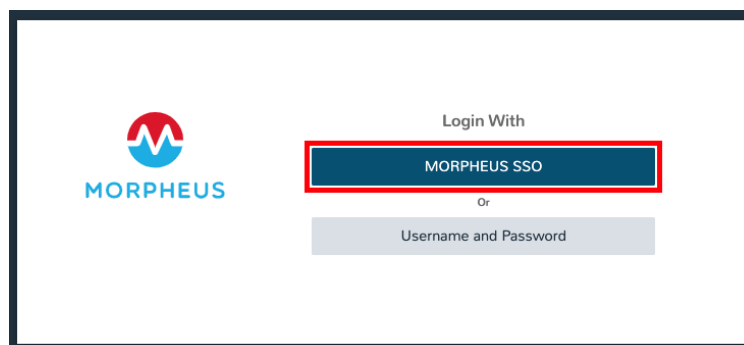 MORPHEUS
Login With
MORPHEUS SSO
Or
Username and Password